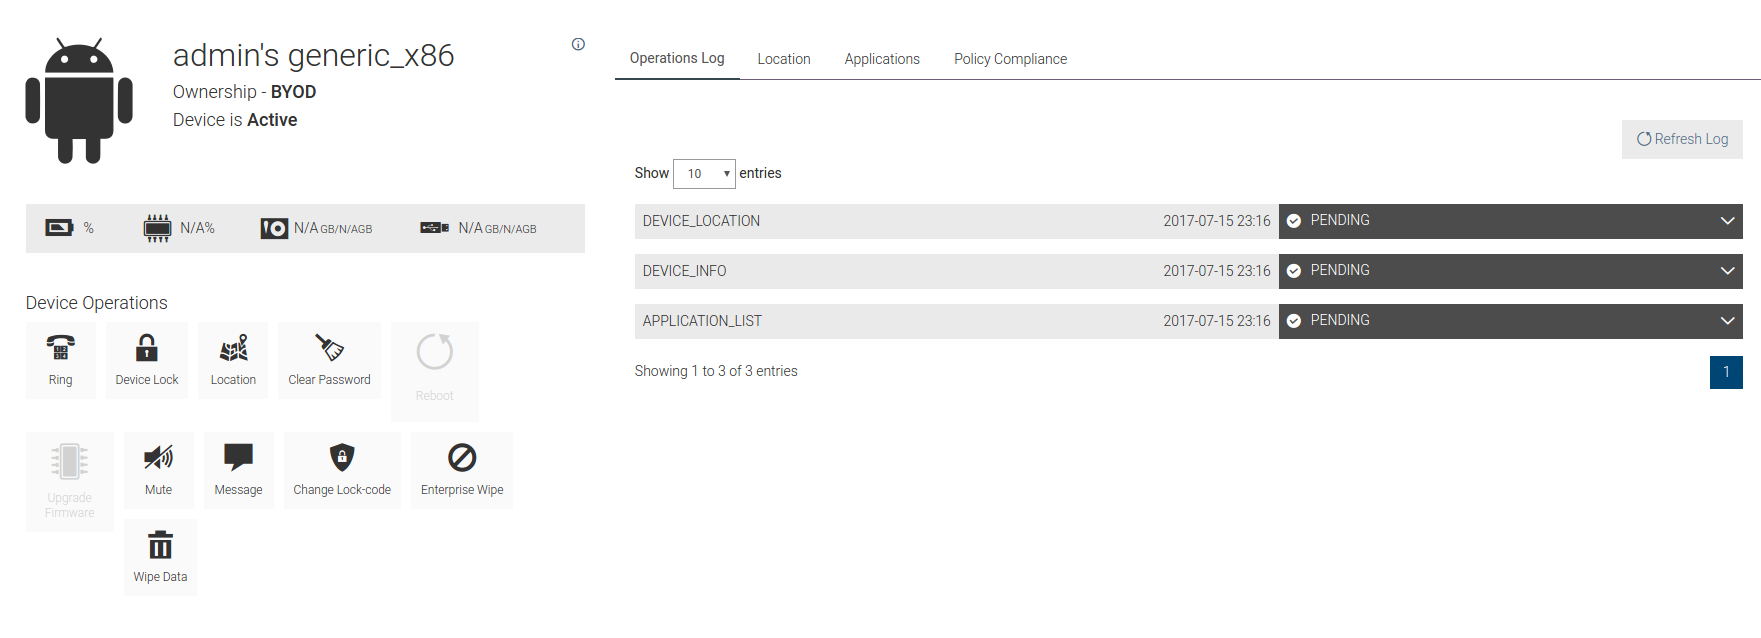 admin's generic_x86
Ownership - BYOD
Device is Active
%
N/A%
N/A GB/N/AGB
N/A GB/N/AGB
Device Operations
Ring
Device Lock
Location
Clear Password
Reboot
Upgrade
Firmware
Mute
Message
Change Lock-code
Enterprise Wipe
Wipe Data
Operations Log
Location
Applications
Policy Compliance
Refresh Log
Show 10 entries
DEVICE_LOCATION 2017-07-15 23:16 PENDING
DEVICE_INFO 2017-07-15 23:16 PENDING
APPLICATION_LIST 2017-07-15 23:16 PENDING
Showing 1 to 3 of 3 entries
1